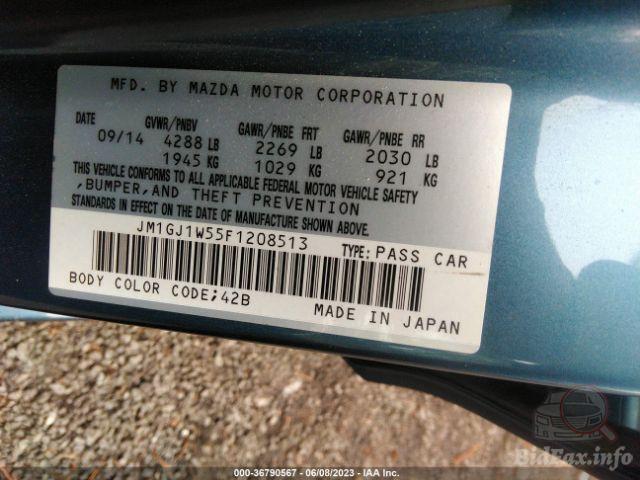 MFD. BY MAZDA MOTOR CORPORATION
DATE GVWR/PNBV GAWR/PNBE FRT GAWR/PNBE RR
09/14 4288 LB 2269 LB 2030 LB
1945 KG 1029 KG 921 KG
THIS VEHICLE CONFORMS TO ALL APPLICABLE FEDERAL MOTOR VEHICLE SAFETY
,BUMPER,AND THEFT PREVENTION
STANDARDS IN EFFECT ON THE DATE OF MANUFACTURE SHOWN ABOVE.
JM1GJ1W55F1208513 TYPE: PASS CAR
BODY COLOR CODE;42B
MADE IN JAPAN
BidFax.info
000-36790567 - 06/08/2023 - IAA Inc.